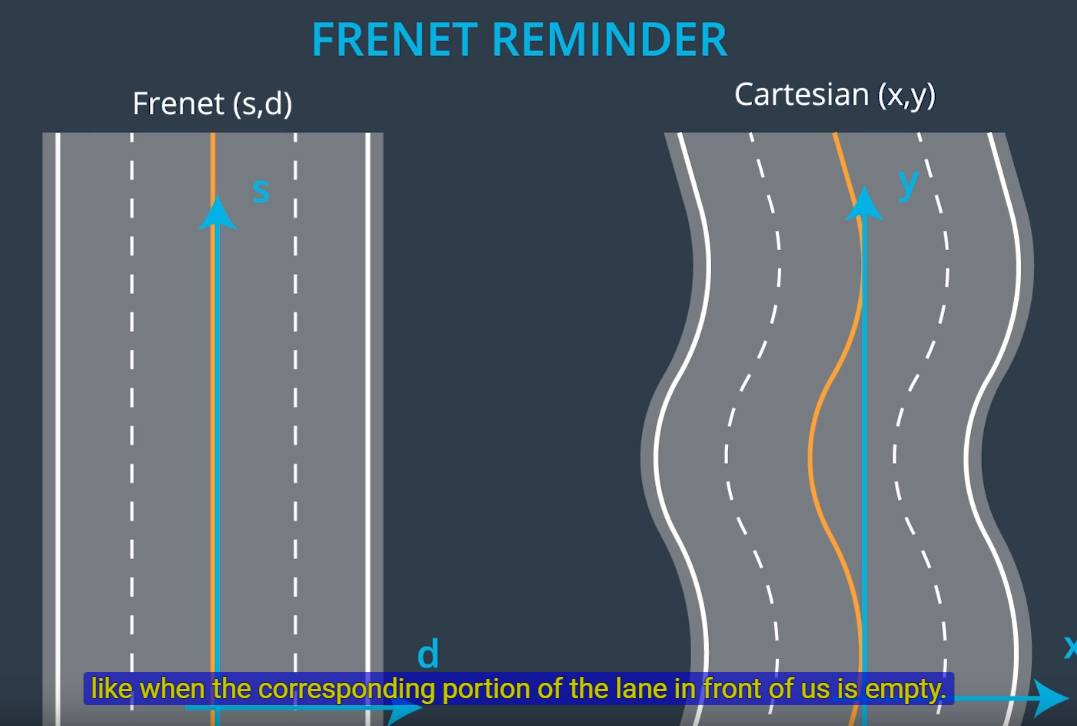 FRENET REMINDER
Frenet (s,d)
Cartesian (x,y)
s
y
d
x
like when the corresponding portion of the lane in front of us is empty.